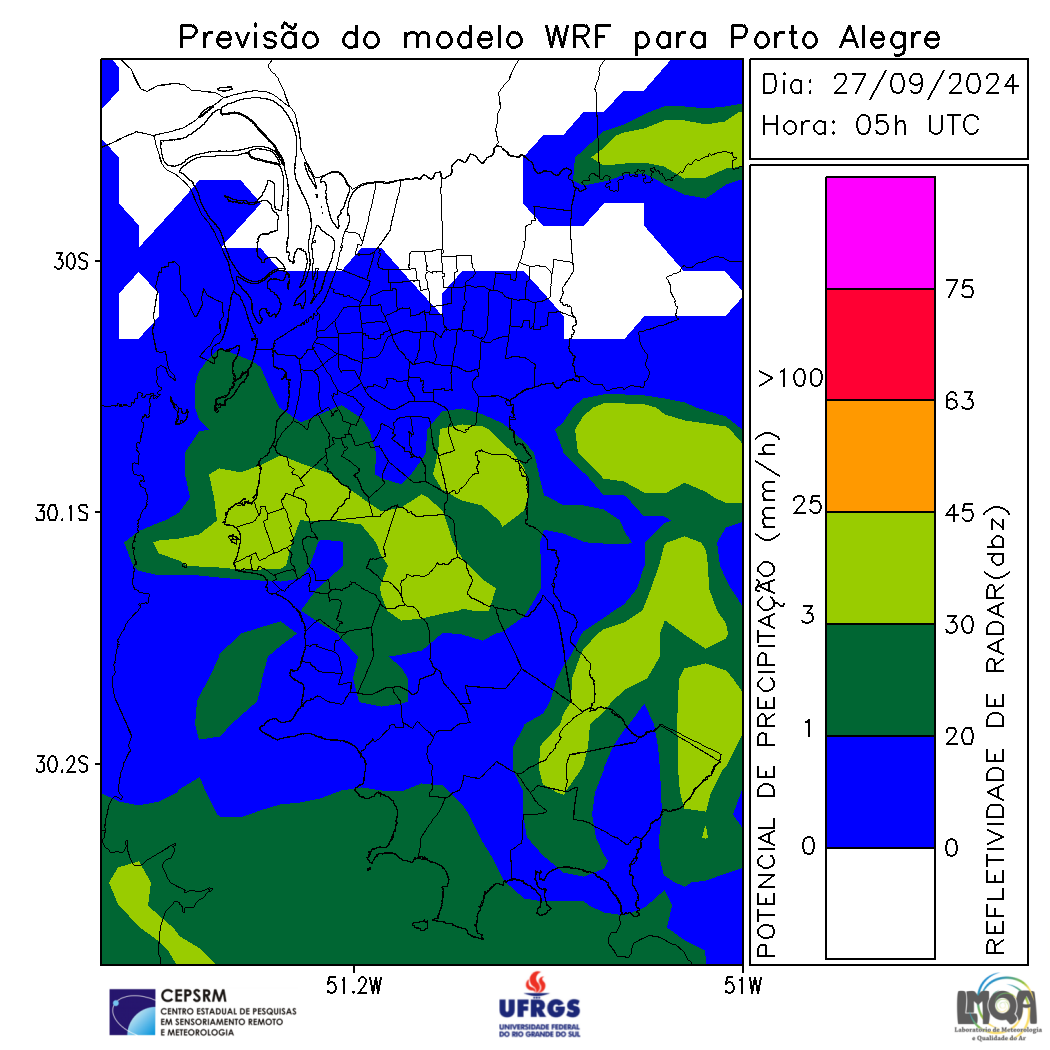 Previsão do modelo WRF para Porto Alegre
Dia: 27/09/2024
Hora: 05h UTC
30S
30.1S
30.2S
51.2W
51W
POTENCIAL DE PRECIPITAÇÃO (mm/h)
>100
25
3
1
0
75
63
45
30
20
0
REFLETIVIDADE DE RADAR(dbz)
CEPSRM
CENTRO ESTADUAL DE PESQUISAS
EM SENSORIAMENTO REMOTO
E METEOROLOGIA
UFRGS
UNIVERSIDADE FEDERAL
DO RIO GRANDE DO SUL
LMQA
Laboratório de Meteorologia
e Qualidade do Ar